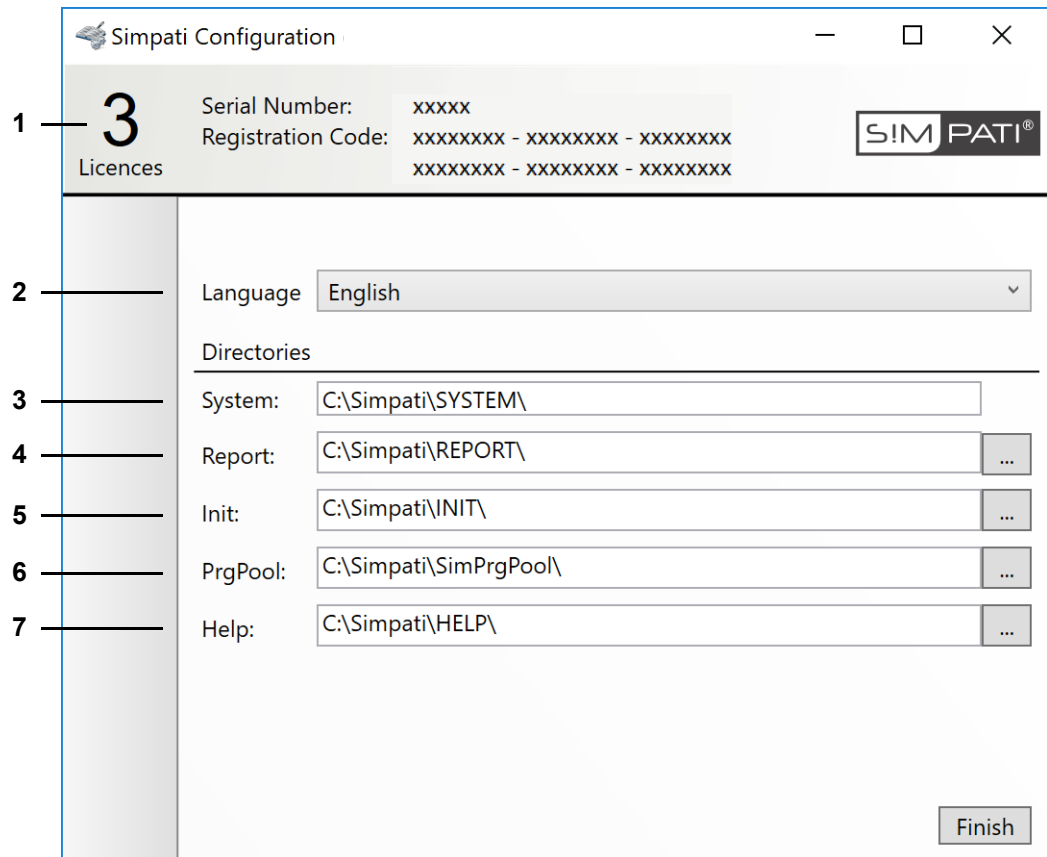 Simpati Configuration
1
3
Licences
Serial Number: xxxxx
Registration Code: xxxxxxxx - xxxxxxxx - xxxxxxxx
xxxxxxxx - xxxxxxxx - xxxxxxxx
S!M PATI®
2 Language English
Directories
3 System: C:\Simpati\SYSTEM\
4 Report: C:\Simpati\REPORT\ ...
5 Init: C:\Simpati\INIT\ ...
6 PrgPool: C:\Simpati\SimPrgPool\ ...
7 Help: C:\Simpati\HELP\ ...
Finish